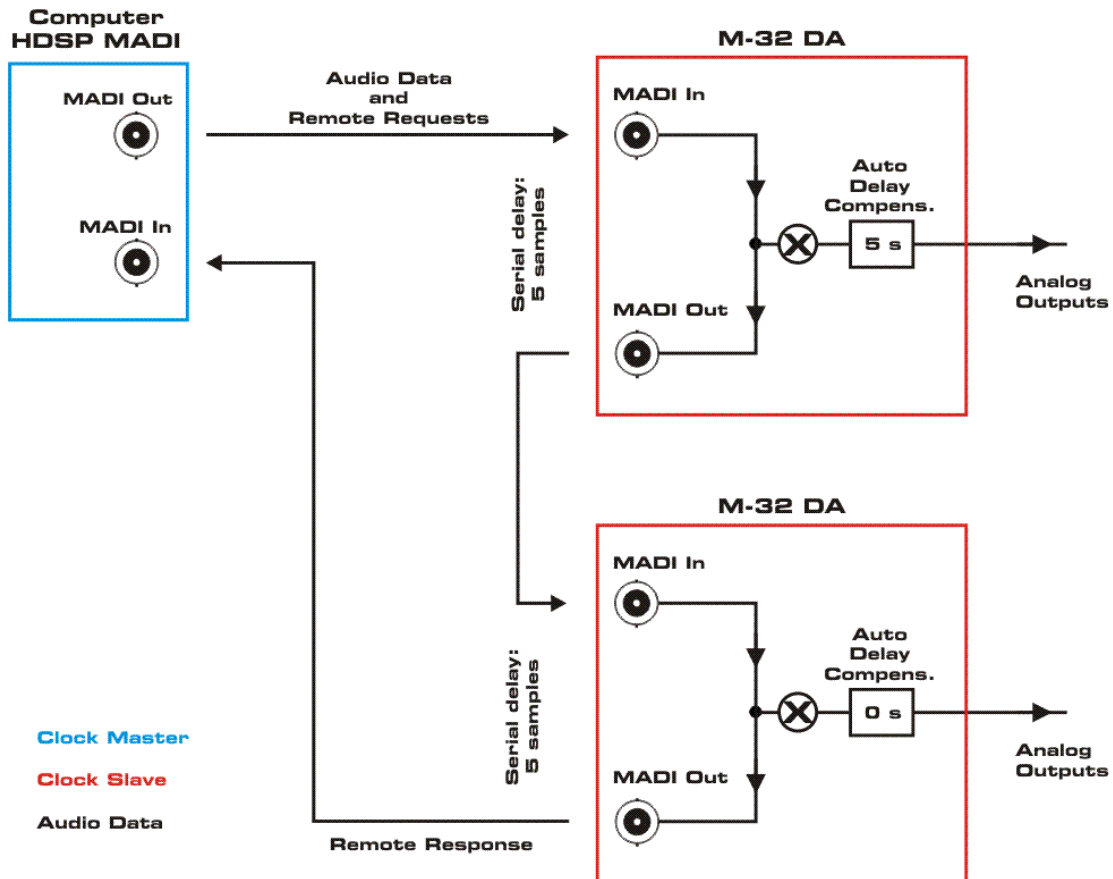 Computer
HDSP MADI
MADI Out
MADI In
Audio Data
and
Remote Requests
Serial delay:
5 samples
M-32 DA
MADI In
Auto
Delay
Compens.
5 s
Analog
Outputs
MADI Out
M-32 DA
MADI In
Auto
Delay
Compens.
0 s
Analog
Outputs
MADI Out
Serial delay:
5 samples
Clock Master
Clock Slave
Audio Data
Remote Response